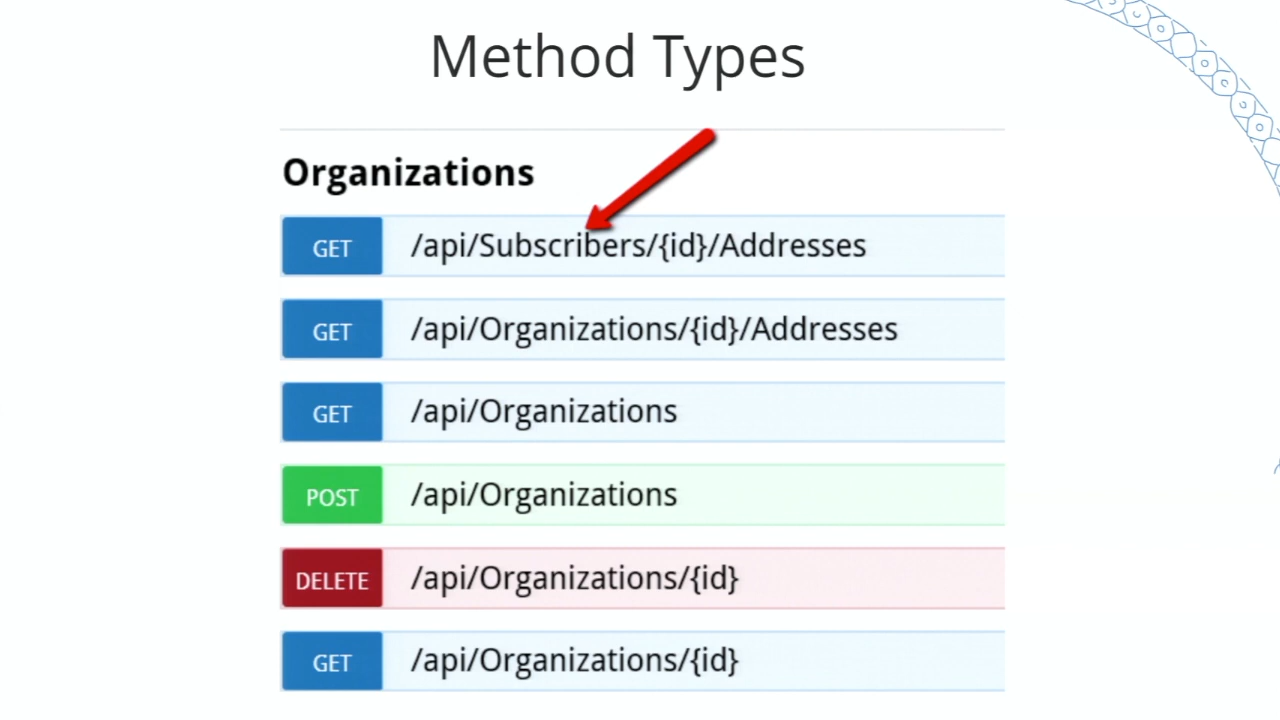 Method Types
Organizations
GET /api/Subscribers/{id}/Addresses
GET /api/Organizations/{id}/Addresses
GET /api/Organizations
POST /api/Organizations
DELETE /api/Organizations/{id}
GET /api/Organizations/{id}